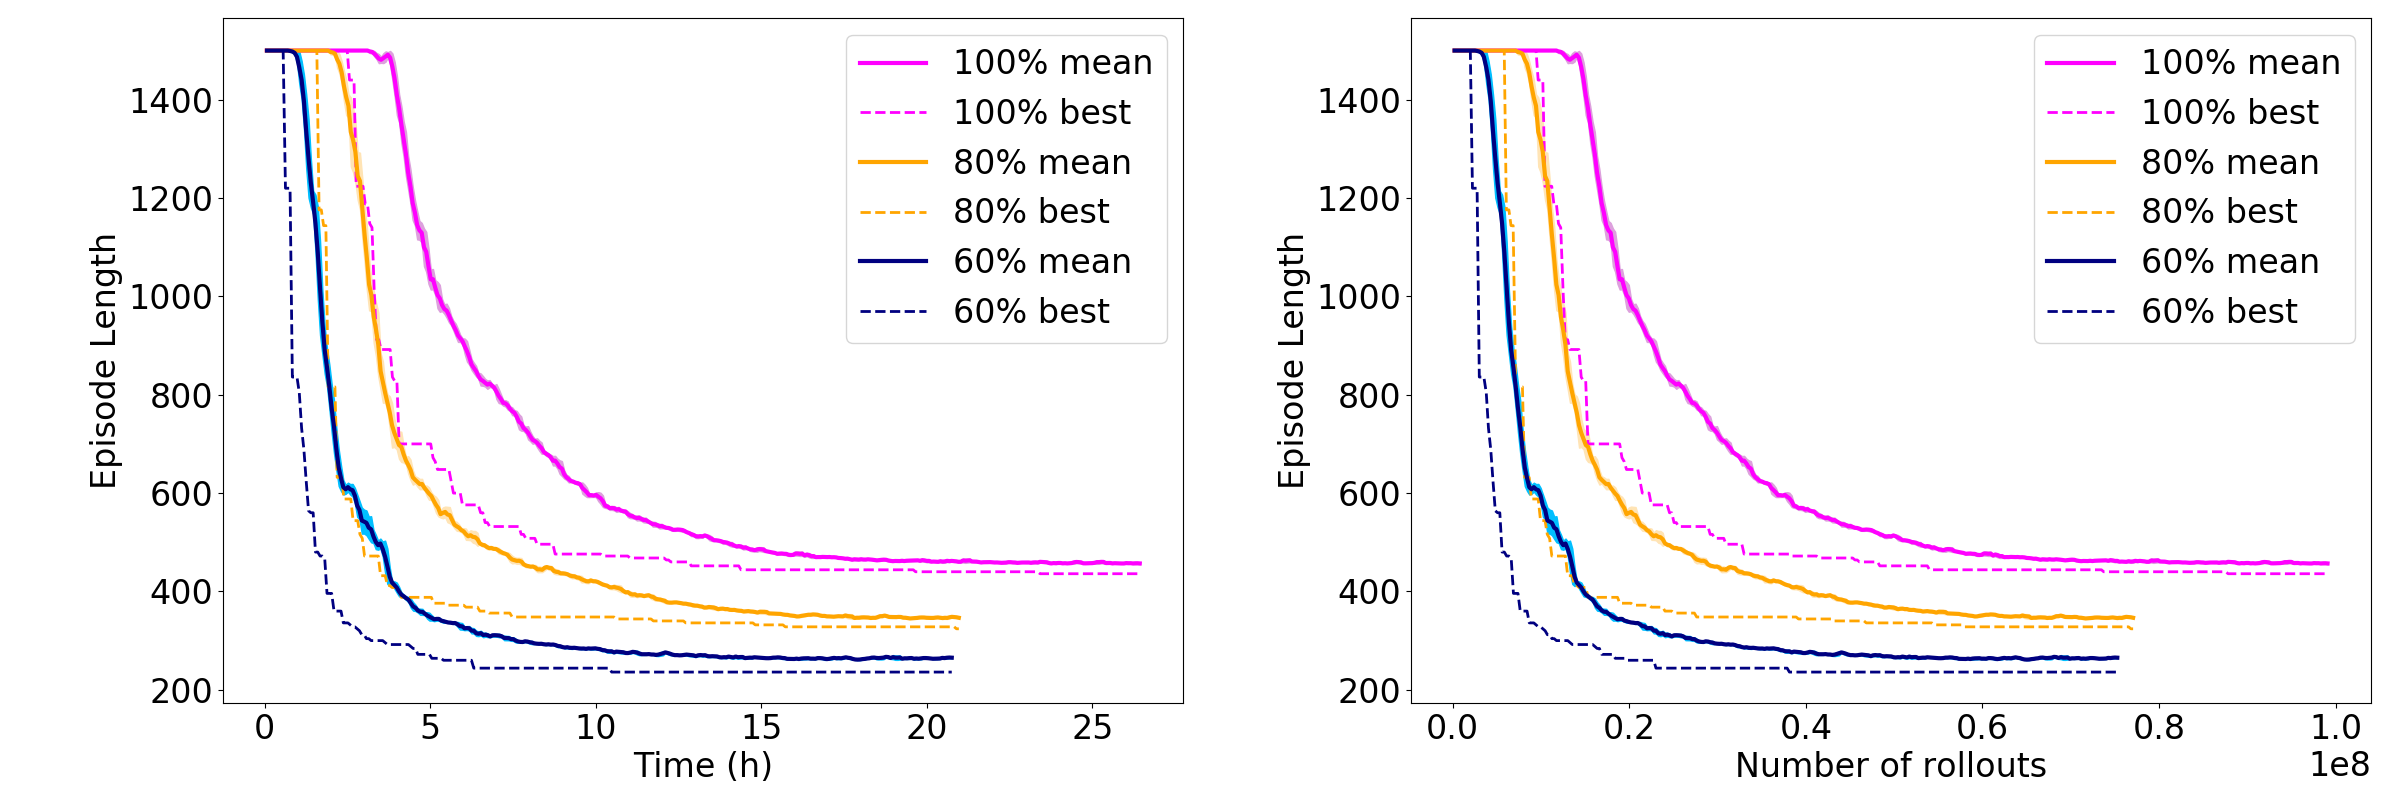 Episode Length
1400
1200
1000
800
600
400
200
0 5 10 15 20 25
Time (h)
100% mean
100% best
80% mean
80% best
60% mean
60% best
Episode Length
1400
1200
1000
800
600
400
200
0.0 0.2 0.4 0.6 0.8 1.0
Number of rollouts 1e8
100% mean
100% best
80% mean
80% best
60% mean
60% best